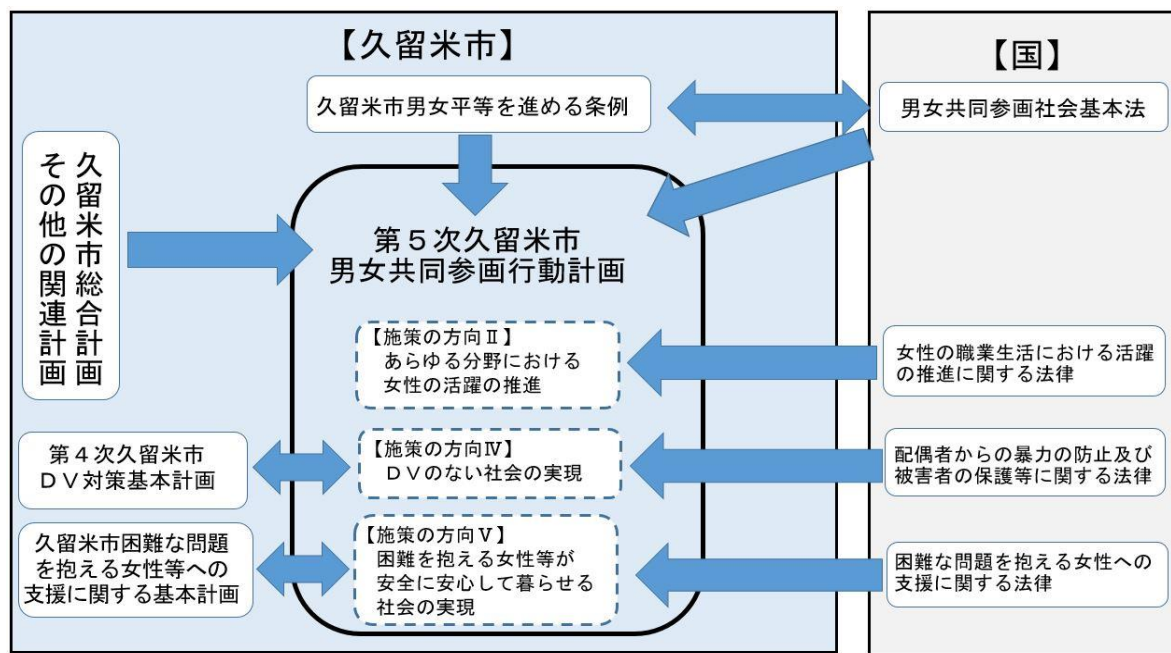 【久留米市】
久留米市男女平等を進める条例
久留米市総合計画
その他の関連計画
第５次久留米市
男女共同参画行動計画
【施策の方向Ⅱ】
あらゆる分野における
女性の活躍の推進
第４次久留米市
ＤＶ対策基本計画
【施策の方向Ⅳ】
ＤＶのない社会の実現
久留米市困難な問題
を抱える女性等への
支援に関する基本計画
【施策の方向Ⅴ】
困難を抱える女性等が
安全に安心して暮らせる
社会の実現
【国】
男女共同参画社会基本法
女性の職業生活における活躍
の推進に関する法律
配偶者からの暴力の防止及び
被害者の保護等に関する法律
困難な問題を抱える女性への
支援に関する法律